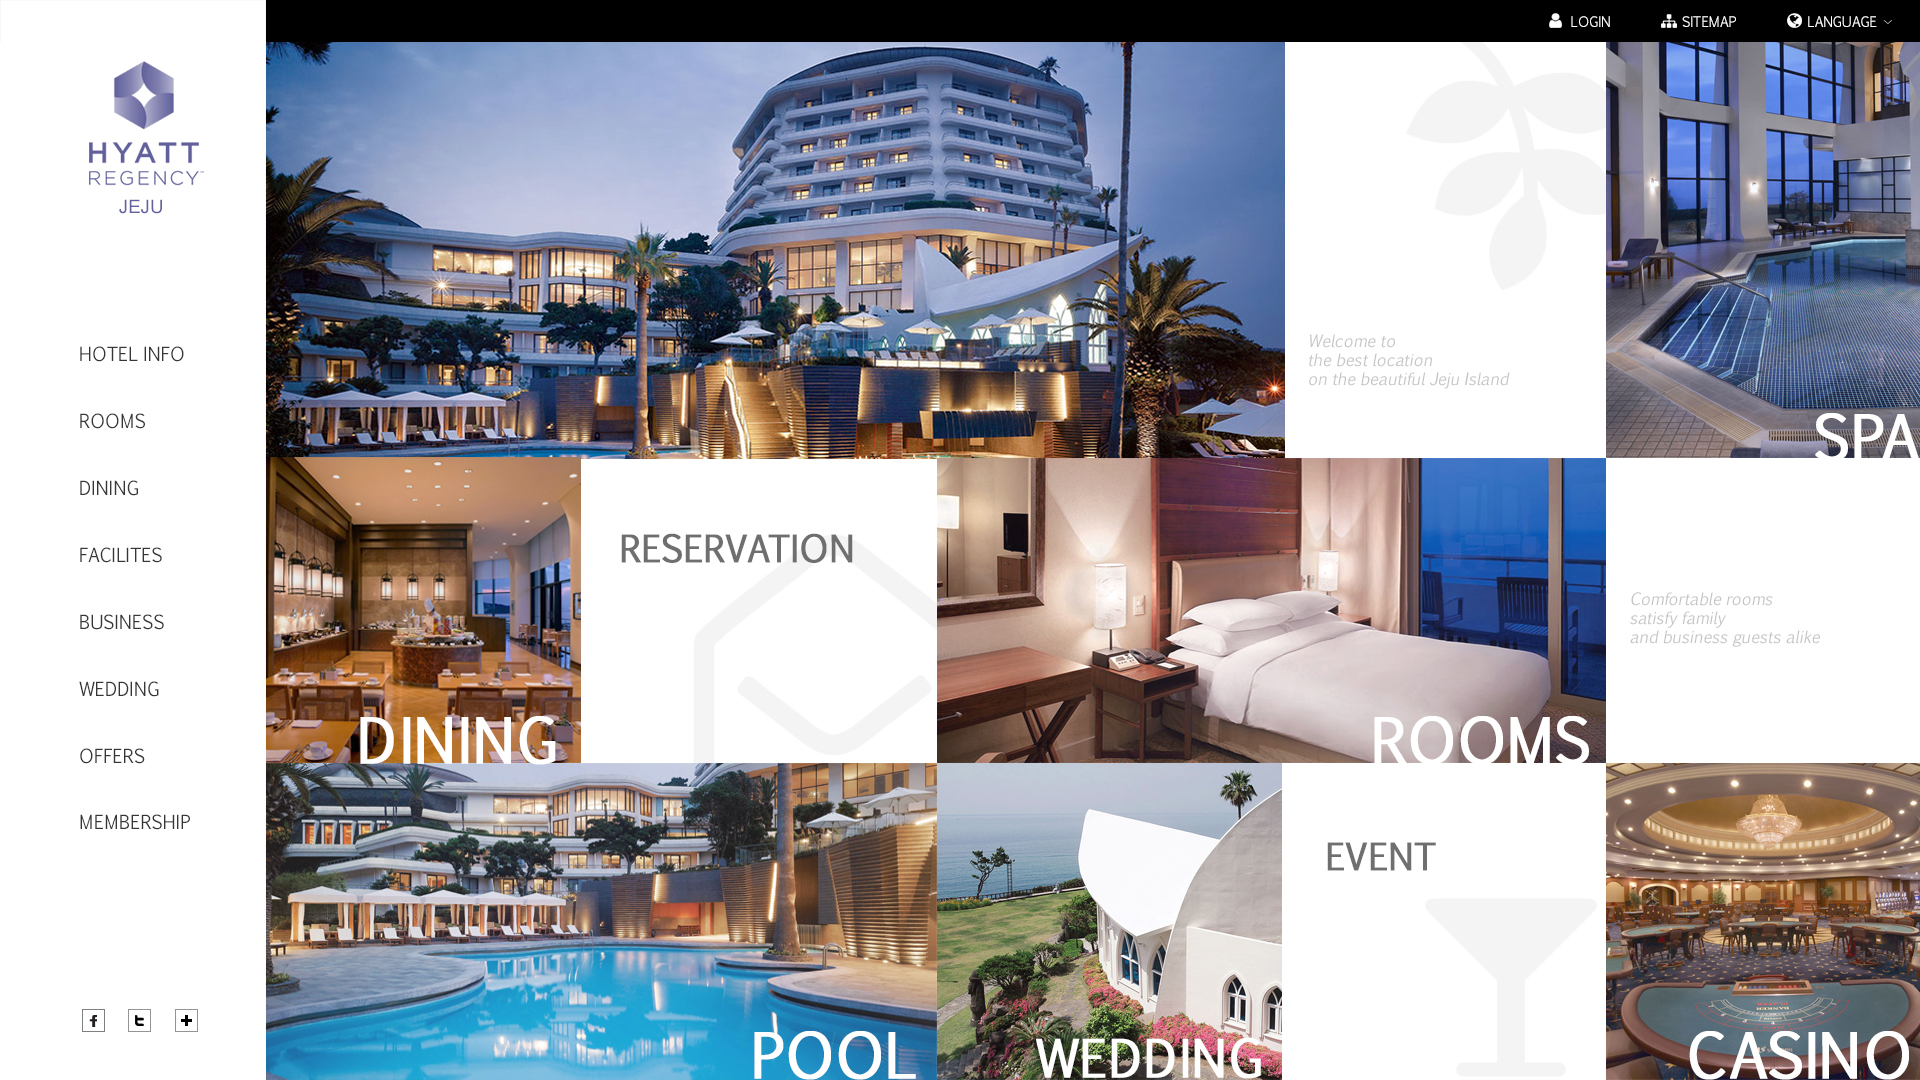 LOGIN
SITEMAP
LANGUAGE
HYATT
REGENCY
JEJU
HOTEL INFO
ROOMS
DINING
FACILITES
BUSINESS
WEDDING
OFFERS
MEMBERSHIP
Welcome to
the best location
on the beautiful Jeju Island
SPA
DINING
RESERVATION
ROOMS
Comfortable rooms
satisfy family
and business guests alike
POOL
WEDDING
EVENT
CASINO